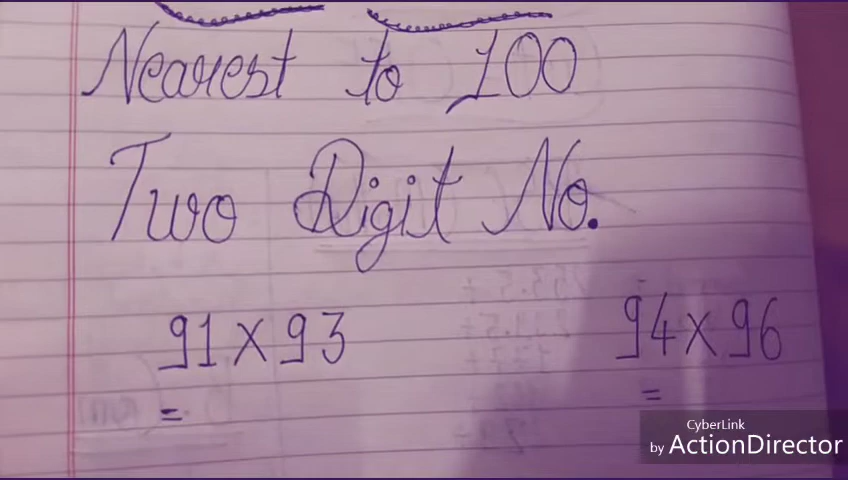 Nearest to 100
Two Digit No.
91 X 93
=
94 X 96
=
CyberLink
by ActionDirector